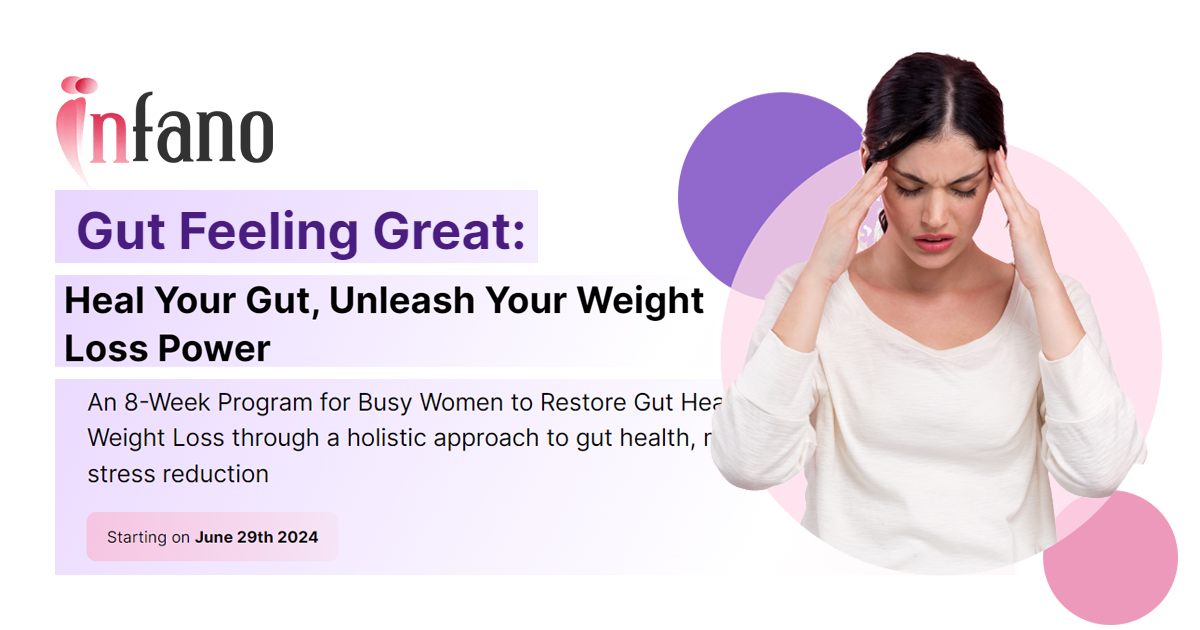 infano
Gut Feeling Great:
Heal Your Gut, Unleash Your Weight
Loss Power
An 8-Week Program for Busy Women to Restore Gut
Weight Loss through a holistic approach to gut health,
stress reduction
Starting on June 29th 2024